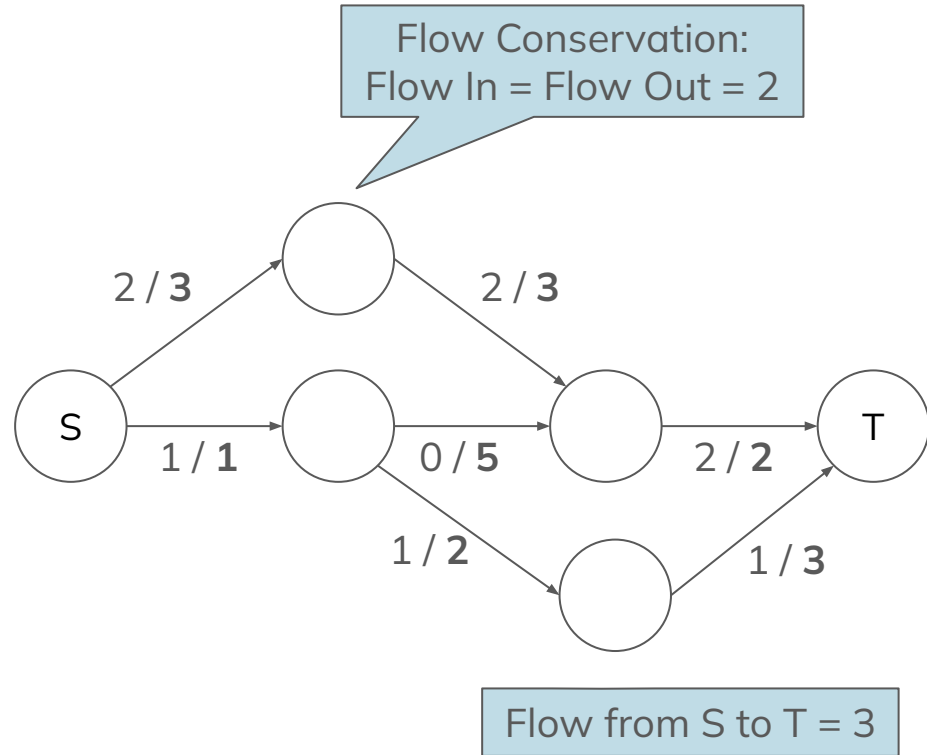 Flow Conservation:
Flow In = Flow Out = 2
2 / 3
2 / 3
S
T
1 / 1
0 / 5
2 / 2
1 / 2
1 / 3
Flow from S to T = 3